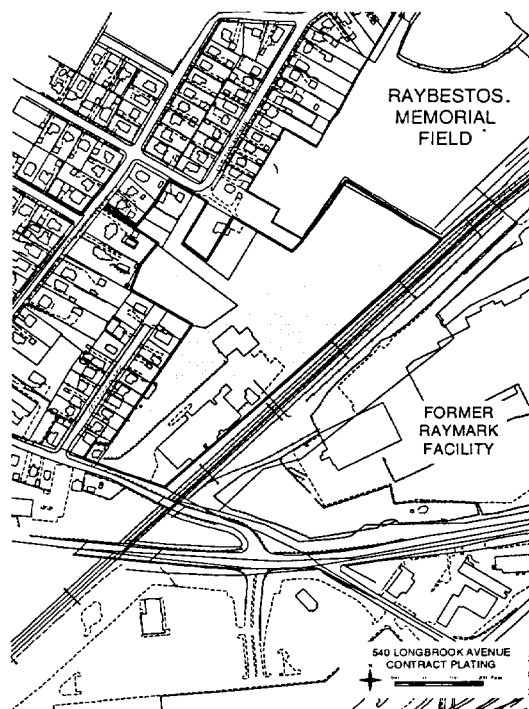 RAYBESTOS.
MEMORIAL
FIELD
FORMER
RAYMARK
FACILITY
540 LONGBROOK AVENUE
CONTRACT PLATING